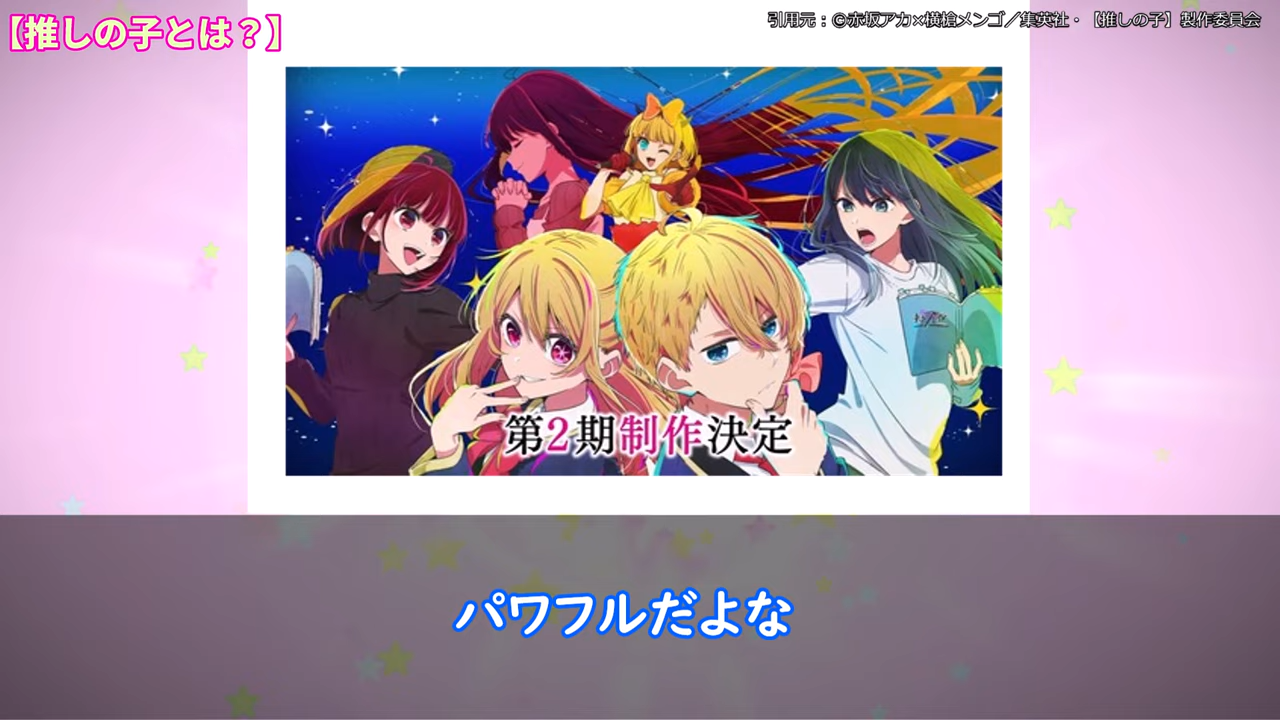 【推しの子とは？】
引用元：©赤坂アカ×横槍メンゴ／集英社・【推しの子】製作委員会
第2期制作決定
パワフルだよな